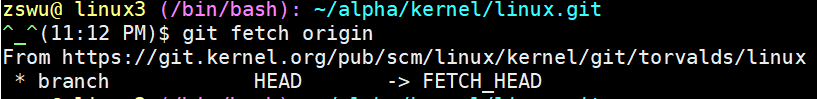 zswu@ linux3 (/bin/bash): ~/alpha/kernel/linux.git
^_^(11:12 PM)$ git fetch origin
From https://git.kernel.org/pub/scm/linux/kernel/git/torvalds/linux
 * branch            HEAD       -> FETCH_HEAD